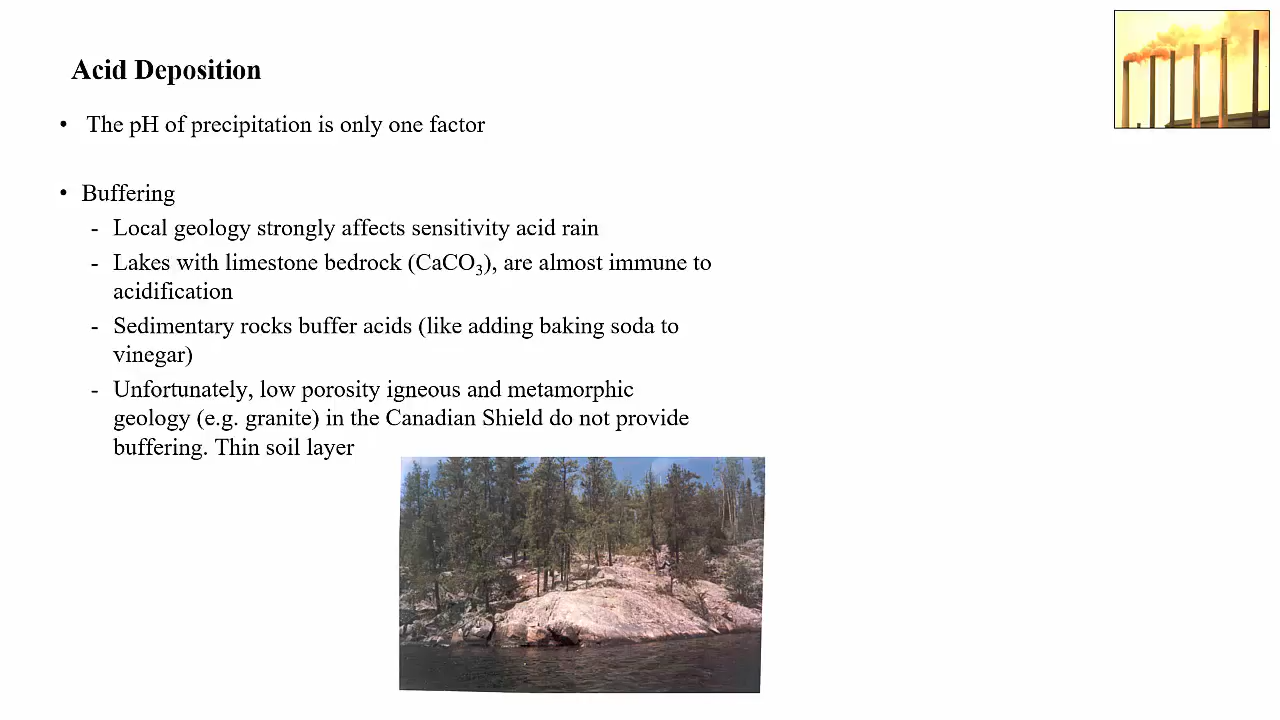 Acid Deposition
• The pH of precipitation is only one factor
• Buffering
- Local geology strongly affects sensitivity acid rain
- Lakes with limestone bedrock (CaCO₃), are almost immune to
acidification
- Sedimentary rocks buffer acids (like adding baking soda to
vinegar)
- Unfortunately, low porosity igneous and metamorphic
geology (e.g. granite) in the Canadian Shield do not provide
buffering. Thin soil layer